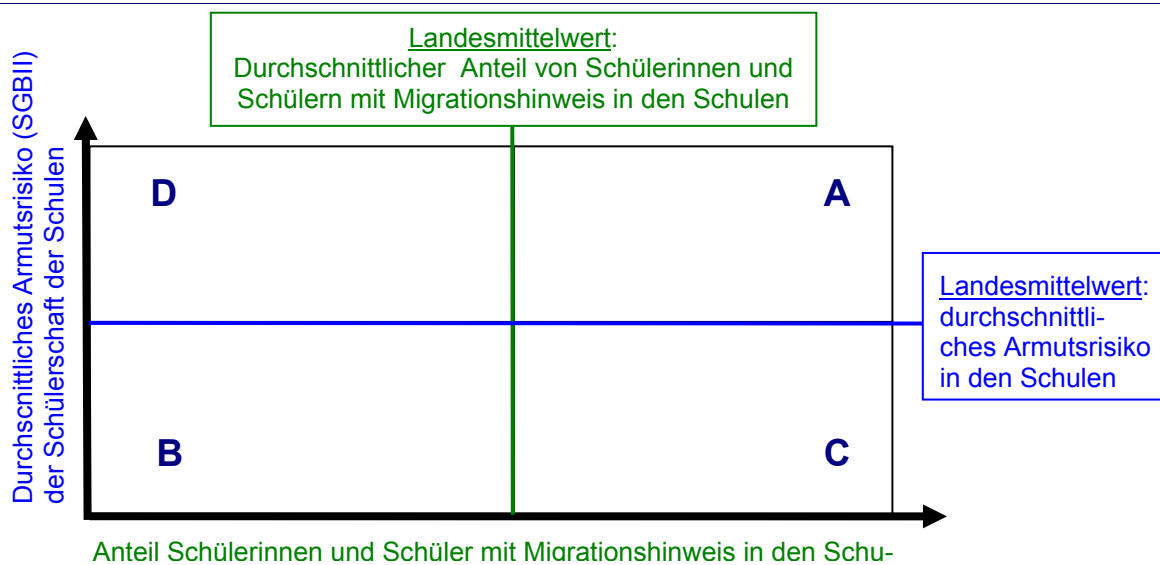 Landesmittelwert:
Durchschnittlicher Anteil von Schülerinnen und
Schülern mit Migrationshinweis in den Schulen
Durchscnittliches Armutsrisiko (SGBII)
der Schülerschaft der Schulen
D
A
Landesmittelwert:
durchschnittli-
ches Armutsrisiko
in den Schulen
B
C
Anteil Schülerinnen und Schüler mit Migrationshinweis in den Schu-